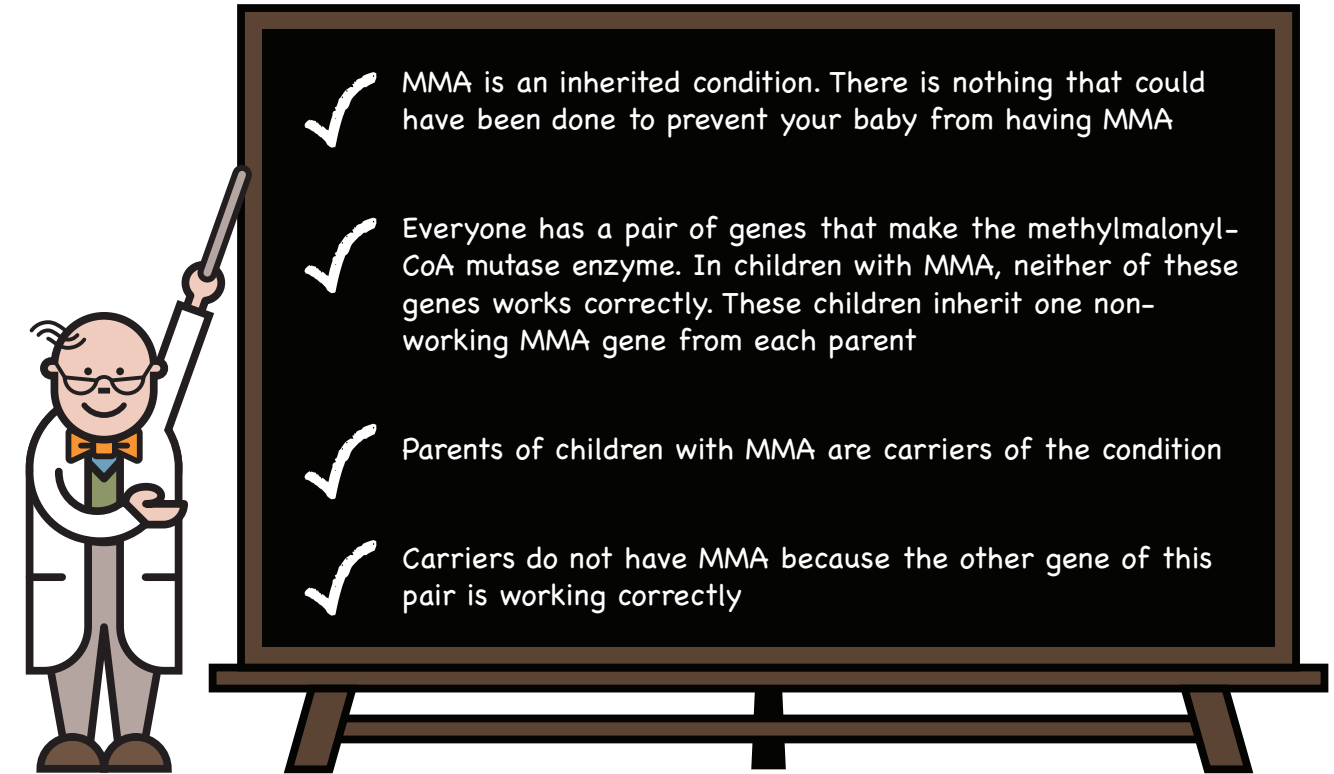 MMA is an inherited condition. There is nothing that could
have been done to prevent your baby from having MMA
Everyone has a pair of genes that make the methylmalonyl-
CoA mutase enzyme. In children with MMA, neither of these
genes works correctly. These children inherit one non-
working MMA gene from each parent
Parents of children with MMA are carriers of the condition
Carriers do not have MMA because the other gene of this
pair is working correctly